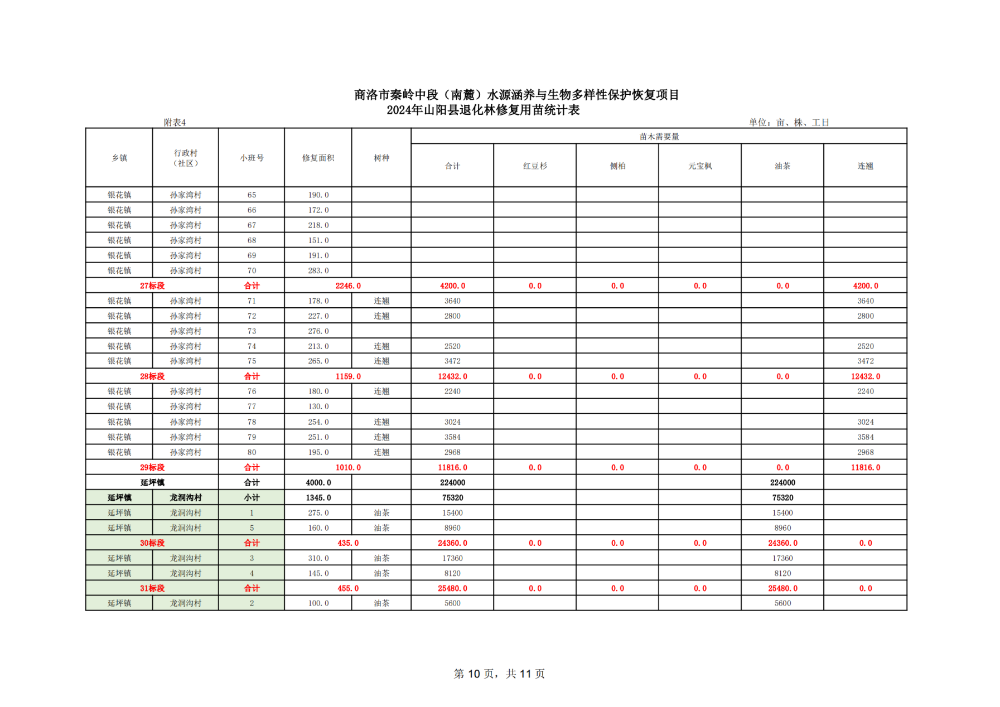 商洛市秦岭中段（南麓）水源涵养与生物多样性保护恢复项目
2024年山阳县退化林修复用苗统计表
附表4 单位：亩、株、工日
乡镇 行政村（社区） 小班号 修复面积 树种 苗木需要量
合计 红豆杉 侧柏 元宝枫 油茶 连翘
银花镇 孙家湾村 65 190.0
银花镇 孙家湾村 66 172.0
银花镇 孙家湾村 67 218.0
银花镇 孙家湾村 68 151.0
银花镇 孙家湾村 69 191.0
银花镇 孙家湾村 70 283.0
27标段 合计 2246.0 4200.0 0.0 0.0 0.0 0.0 4200.0
银花镇 孙家湾村 71 178.0 连翘 3640 3640
银花镇 孙家湾村 72 227.0 连翘 2800 2800
银花镇 孙家湾村 73 276.0
银花镇 孙家湾村 74 213.0 连翘 2520 2520
银花镇 孙家湾村 75 265.0 连翘 3472 3472
28标段 合计 1159.0 12432.0 0.0 0.0 0.0 0.0 12432.0
银花镇 孙家湾村 76 180.0 连翘 2240 2240
银花镇 孙家湾村 77 130.0
银花镇 孙家湾村 78 254.0 连翘 3024 3024
银花镇 孙家湾村 79 251.0 连翘 3584 3584
银花镇 孙家湾村 80 195.0 连翘 2968 2968
29标段 合计 1010.0 11816.0 0.0 0.0 0.0 0.0 11816.0
延坪镇 合计 4000.0 224000 224000
延坪镇 龙洞沟村 小计 1345.0 75320 75320
延坪镇 龙洞沟村 1 275.0 油茶 15400 15400
延坪镇 龙洞沟村 5 160.0 油茶 8960 8960
30标段 合计 435.0 24360.0 0.0 0.0 0.0 24360.0 0.0
延坪镇 龙洞沟村 3 310.0 油茶 17360 17360
延坪镇 龙洞沟村 4 145.0 油茶 8120 8120
31标段 合计 455.0 25480.0 0.0 0.0 0.0 25480.0 0.0
延坪镇 龙洞沟村 2 100.0 油茶 5600 5600
第 10 页，共 11 页